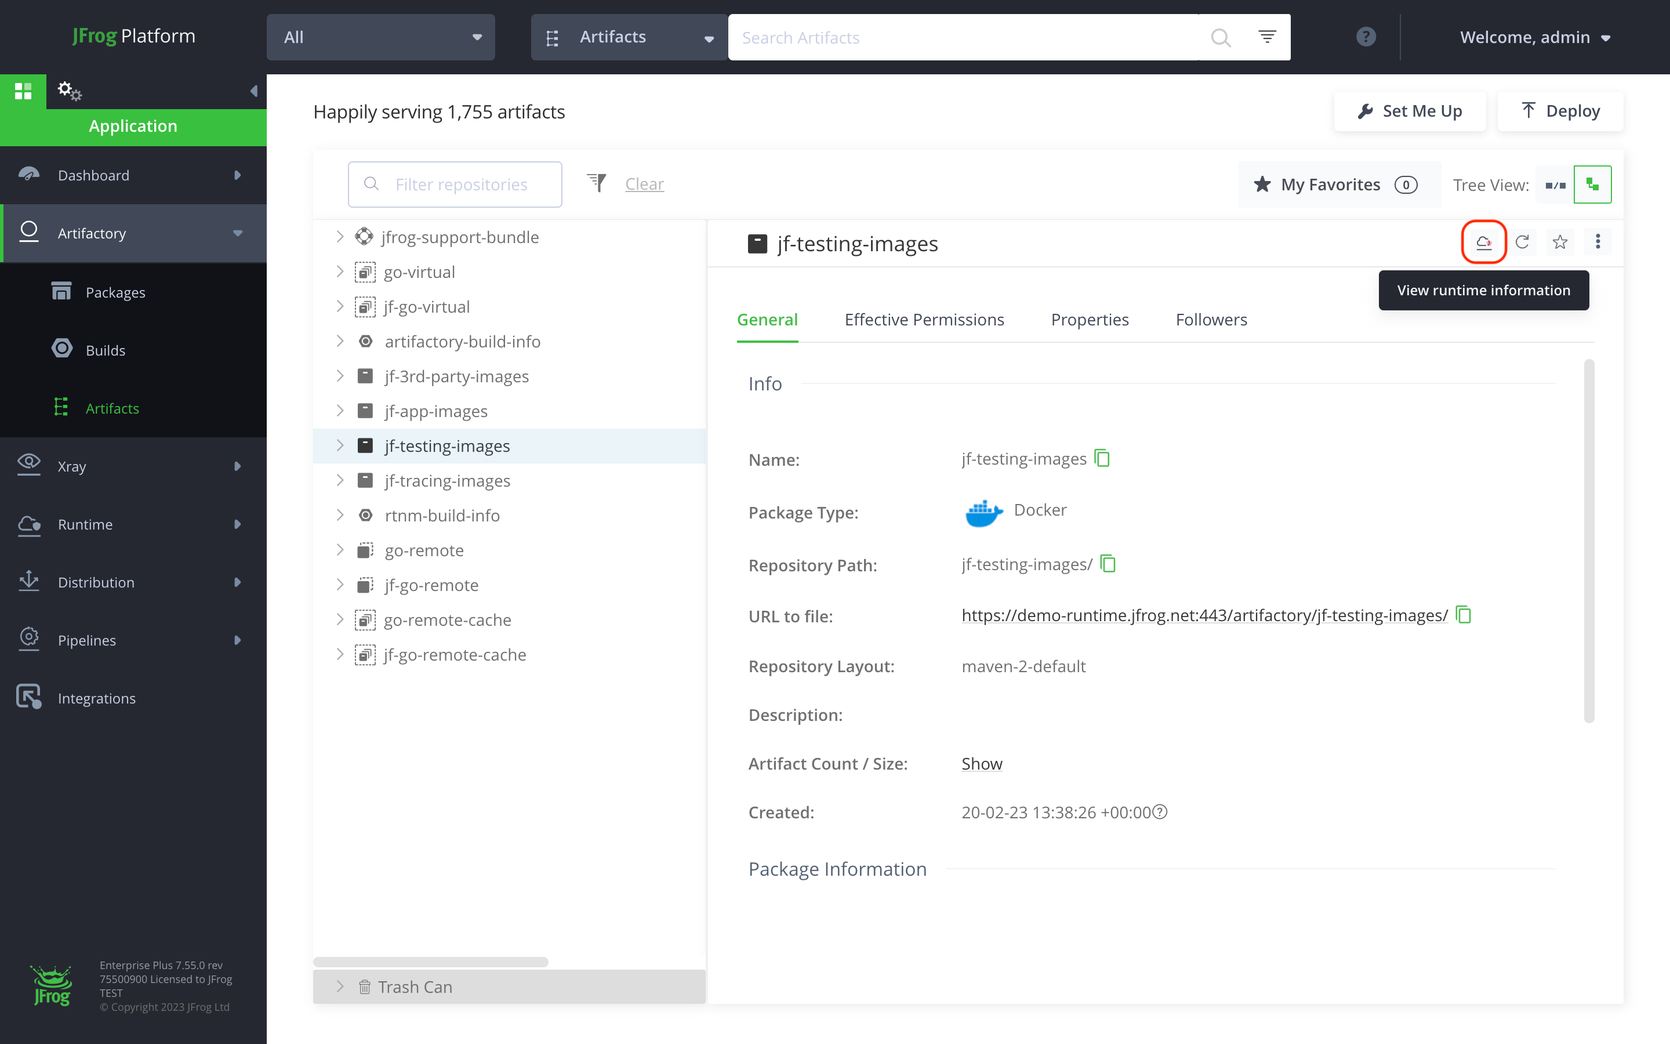 JFrog Platform
All
Artifacts
Search Artifacts
?
Welcome, admin
Application
Happily serving 1,755 artifacts
Set Me Up
Deploy
Dashboard
Artifactory
Packages
Builds
Artifacts
Xray
Runtime
Distribution
Pipelines
Integrations
Enterprise Plus 7.55.0 rev
75500900 Licensed to JFrog
TEST
© Copyright 2023 JFrog Ltd
JFrog
Filter repositories
Clear
My Favorites 0
Tree View:
jfrog-support-bundle
go-virtual
jf-go-virtual
artifactory-build-info
jf-3rd-party-images
jf-app-images
jf-testing-images
jf-tracing-images
rtnm-build-info
go-remote
jf-go-remote
go-remote-cache
jf-go-remote-cache
Trash Can
jf-testing-images
View runtime information
General
Effective Permissions
Properties
Followers
Info
Name: jf-testing-images
Package Type: Docker
Repository Path: jf-testing-images/
URL to file: https://demo-runtime.jfrog.net:443/artifactory/jf-testing-images/
Repository Layout: maven-2-default
Description:
Artifact Count / Size: Show
Created: 20-02-23 13:38:26 +00:00?
Package Information